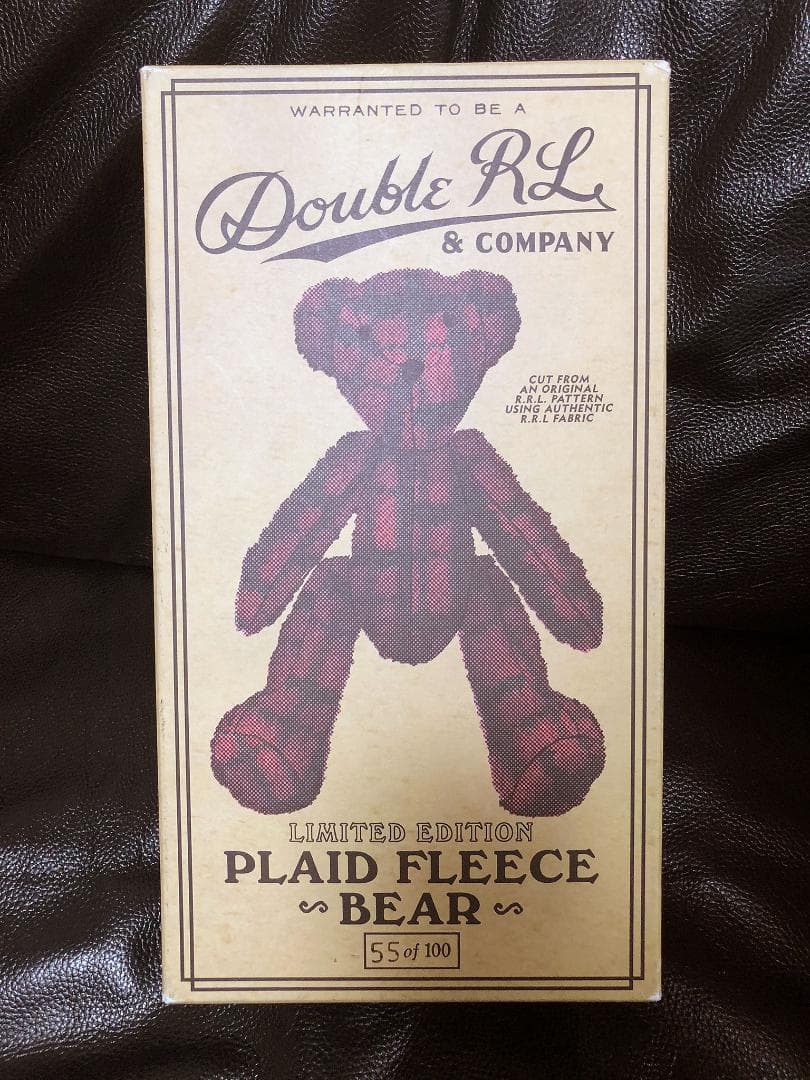 WARRANTED TO BE A
Double RL
& COMPANY
CUT FROM
AN ORIGINAL
R.R.L. PATTERN
USING AUTHENTIC
R.R.L FABRIC
LIMITED EDITION
PLAID FLEECE
~ BEAR ~
55 of 100